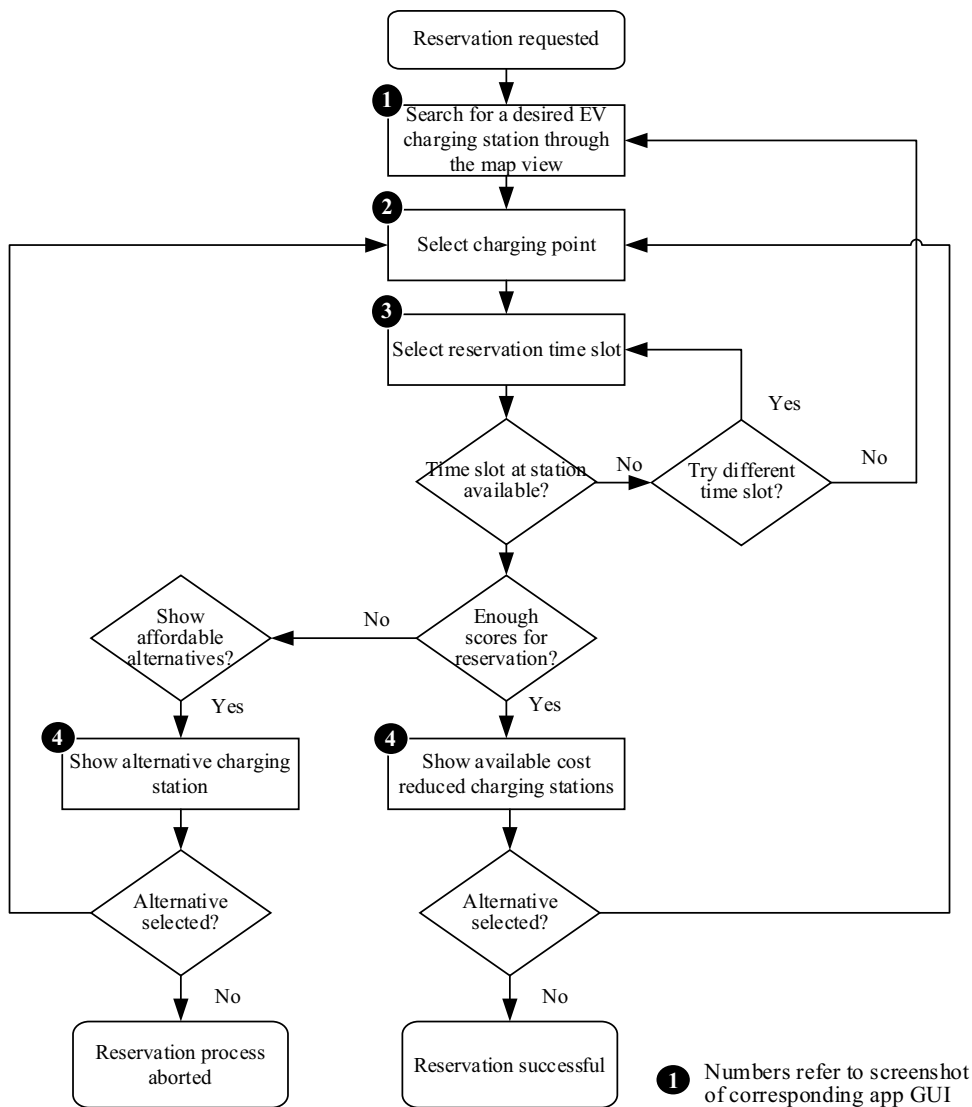 Reservation requested
1
Search for a desired EV
charging station through
the map view
2
Select charging point
3
Select reservation time slot
Yes
Time slot at station
available?
No
Try different
time slot?
No
Show
affordable
alternatives?
No
Enough
scores for
reservation?
Yes
Yes
4
Show alternative charging
station
4
Show available cost
reduced charging stations
Alternative
selected?
Alternative
selected?
No
No
Reservation process
aborted
Reservation successful
1 Numbers refer to screenshot
of corresponding app GUI